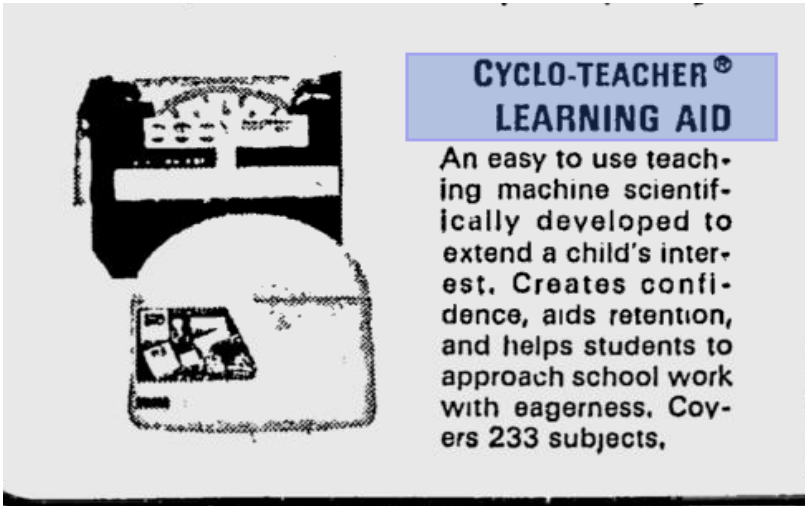 CYCLO-TEACHER®
LEARNING AID
An easy to use teach-
ing machine scientif-
ically developed to
extend a child's inter-
est. Creates confi-
dence, aids retention,
and helps students to
approach school work
with eagerness. Cov-
ers 233 subjects.